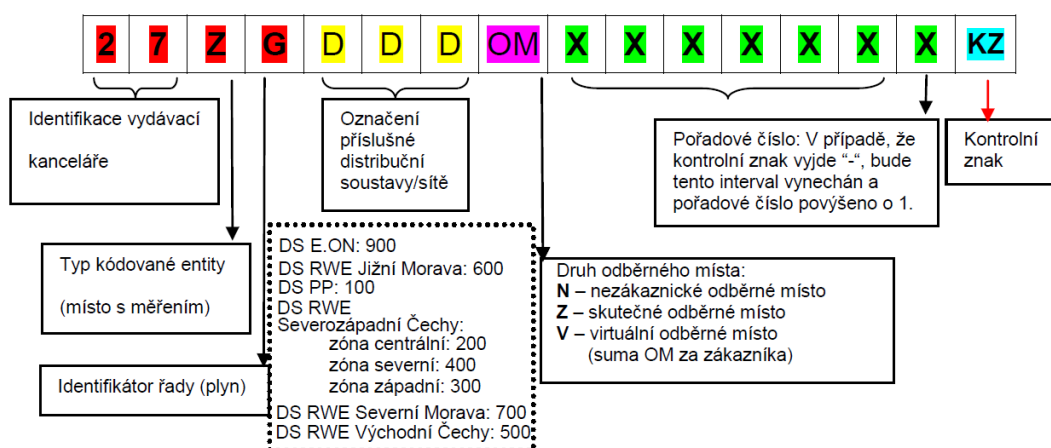 2 7 Z G D D D OM X X X X X X X X KZ
Identifikace vydávací
kanceláře
Označení
příslušné
distribuční
soustavy/sítě
Pořadové číslo: V případě, že
kontrolní znak vyjde “-“, bude
tento interval vynechán a
pořadové číslo povýšeno o 1.
Kontrolní
znak
Typ kódované entity
(místo s měřením)
Identifikátor řady (plyn)
DS E.ON: 900
DS RWE Jižní Morava: 600
DS PP: 100
DS RWE
Severozápadní Čechy:
zóna centrální: 200
zóna severní: 400
zóna západní: 300
DS RWE Severní Morava: 700
DS RWE Východní Čechy: 500
Druh odběrného místa:
N – nezákaznické odběrné místo
Z – skutečné odběrné místo
V – virtuální odběrné místo
(suma OM za zákazníka)